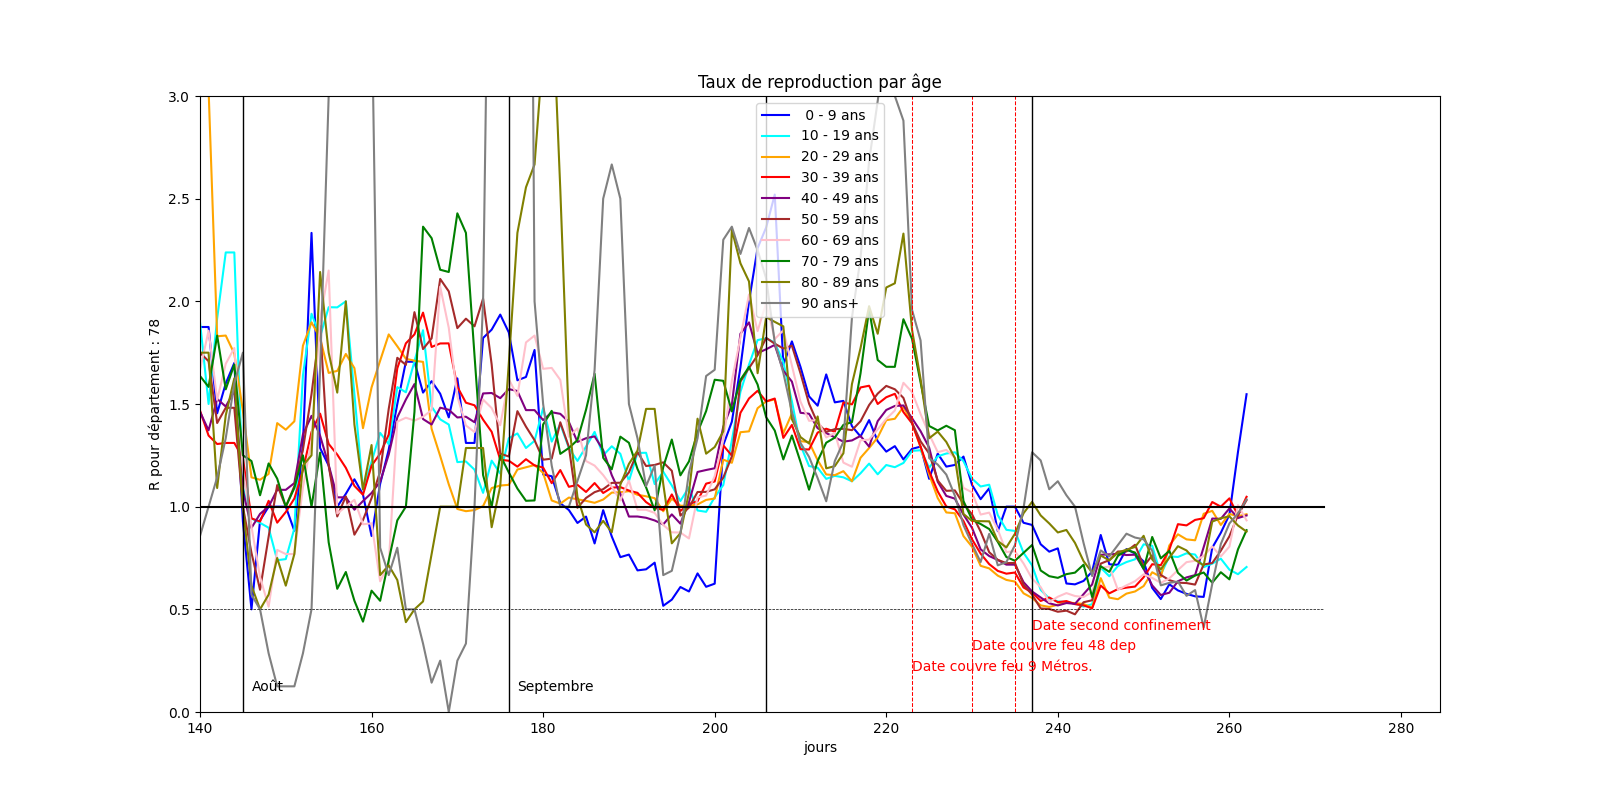 Taux de reproduction par âge
R pour département : 78
3.0
2.5
2.0
1.5
1.0
0.5
0.0
0 - 9 ans
10 - 19 ans
20 - 29 ans
30 - 39 ans
40 - 49 ans
50 - 59 ans
60 - 69 ans
70 - 79 ans
80 - 89 ans
90 ans+
Date second confinement
Date couvre feu 48 dep
Date couvre feu 9 Métros.
Août
Septembre
140
160
180
200
220
240
260
280
jours